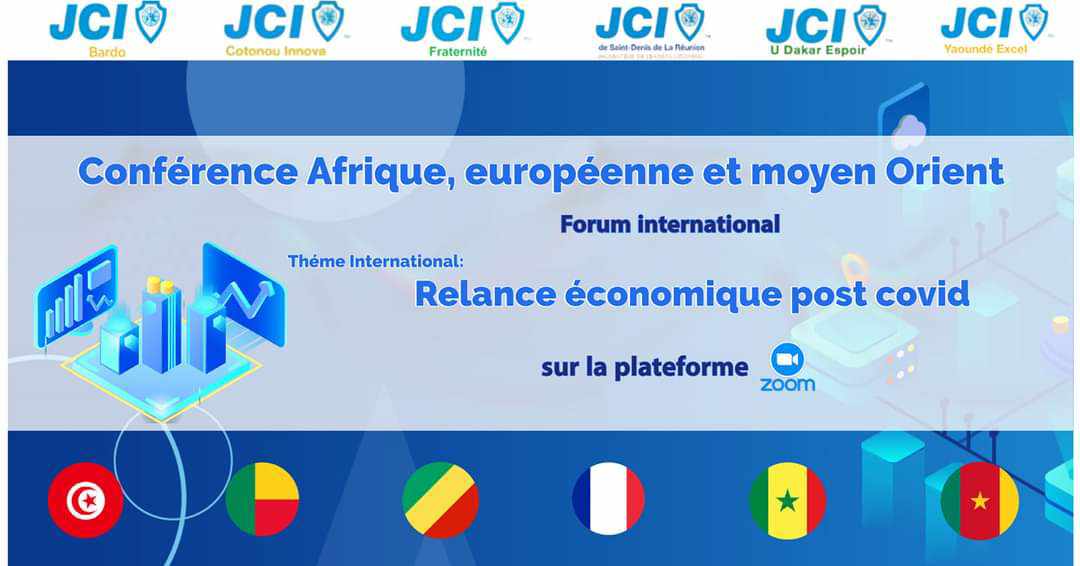 JCI
Bardo
JCI
Cotonou Innova
JCI
Fraternité
JCI
de Saint-Denis de La Réunion
JCI
U Dakar Espoir
JCI
Yaoundé Excel
Conférence Afrique, européenne et moyen Orient
Forum international
Théme International:
Relance économique post covid
sur la plateforme
zoom